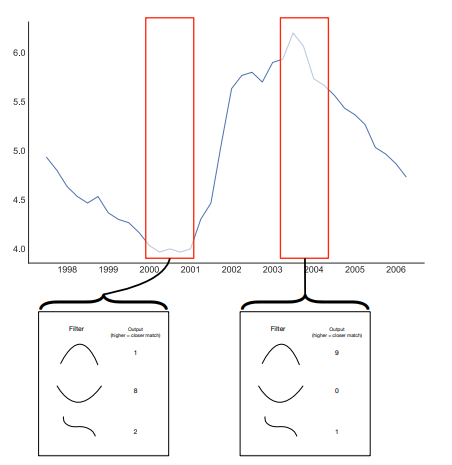 6.0
5.5
5.0
4.5
4.0
1998 1999 2000 2001 2002 2003 2004 2005 2006
Filter Output
(higher = closer match)
1
8
2
Filter Output
(higher = closer match)
9
0
1